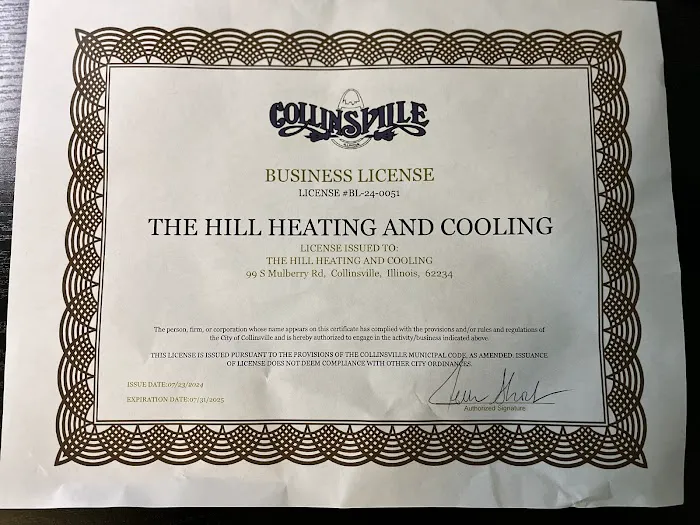 COLLINSVILLE
BUSINESS LICENSE
LICENSE #BL-24-0051
THE HILL HEATING AND COOLING
LICENSE ISSUED TO:
THE HILL HEATING AND COOLING
99 S Mulberry Rd, Collinsville, Illinois, 62234
The person, firm, or corporation whose name appears on this certificate has complied with the provisions and/or rules and regulations of
the City of Collinsville and is hereby authorized to engage in the activity/business indicated above.
THIS LICENSE IS ISSUED PURSUANT TO THE PROVISIONS OF THE COLLINSVILLE MUNICIPAL CODE, AS AMENDED. ISSUANCE
OF LICENSE DOES NOT DEEM COMPLIANCE WITH OTHER CITY ORDINANCES.
ISSUE DATE:07/23/2024
EXPIRATION DATE:07/31/2025
Authorized Signature